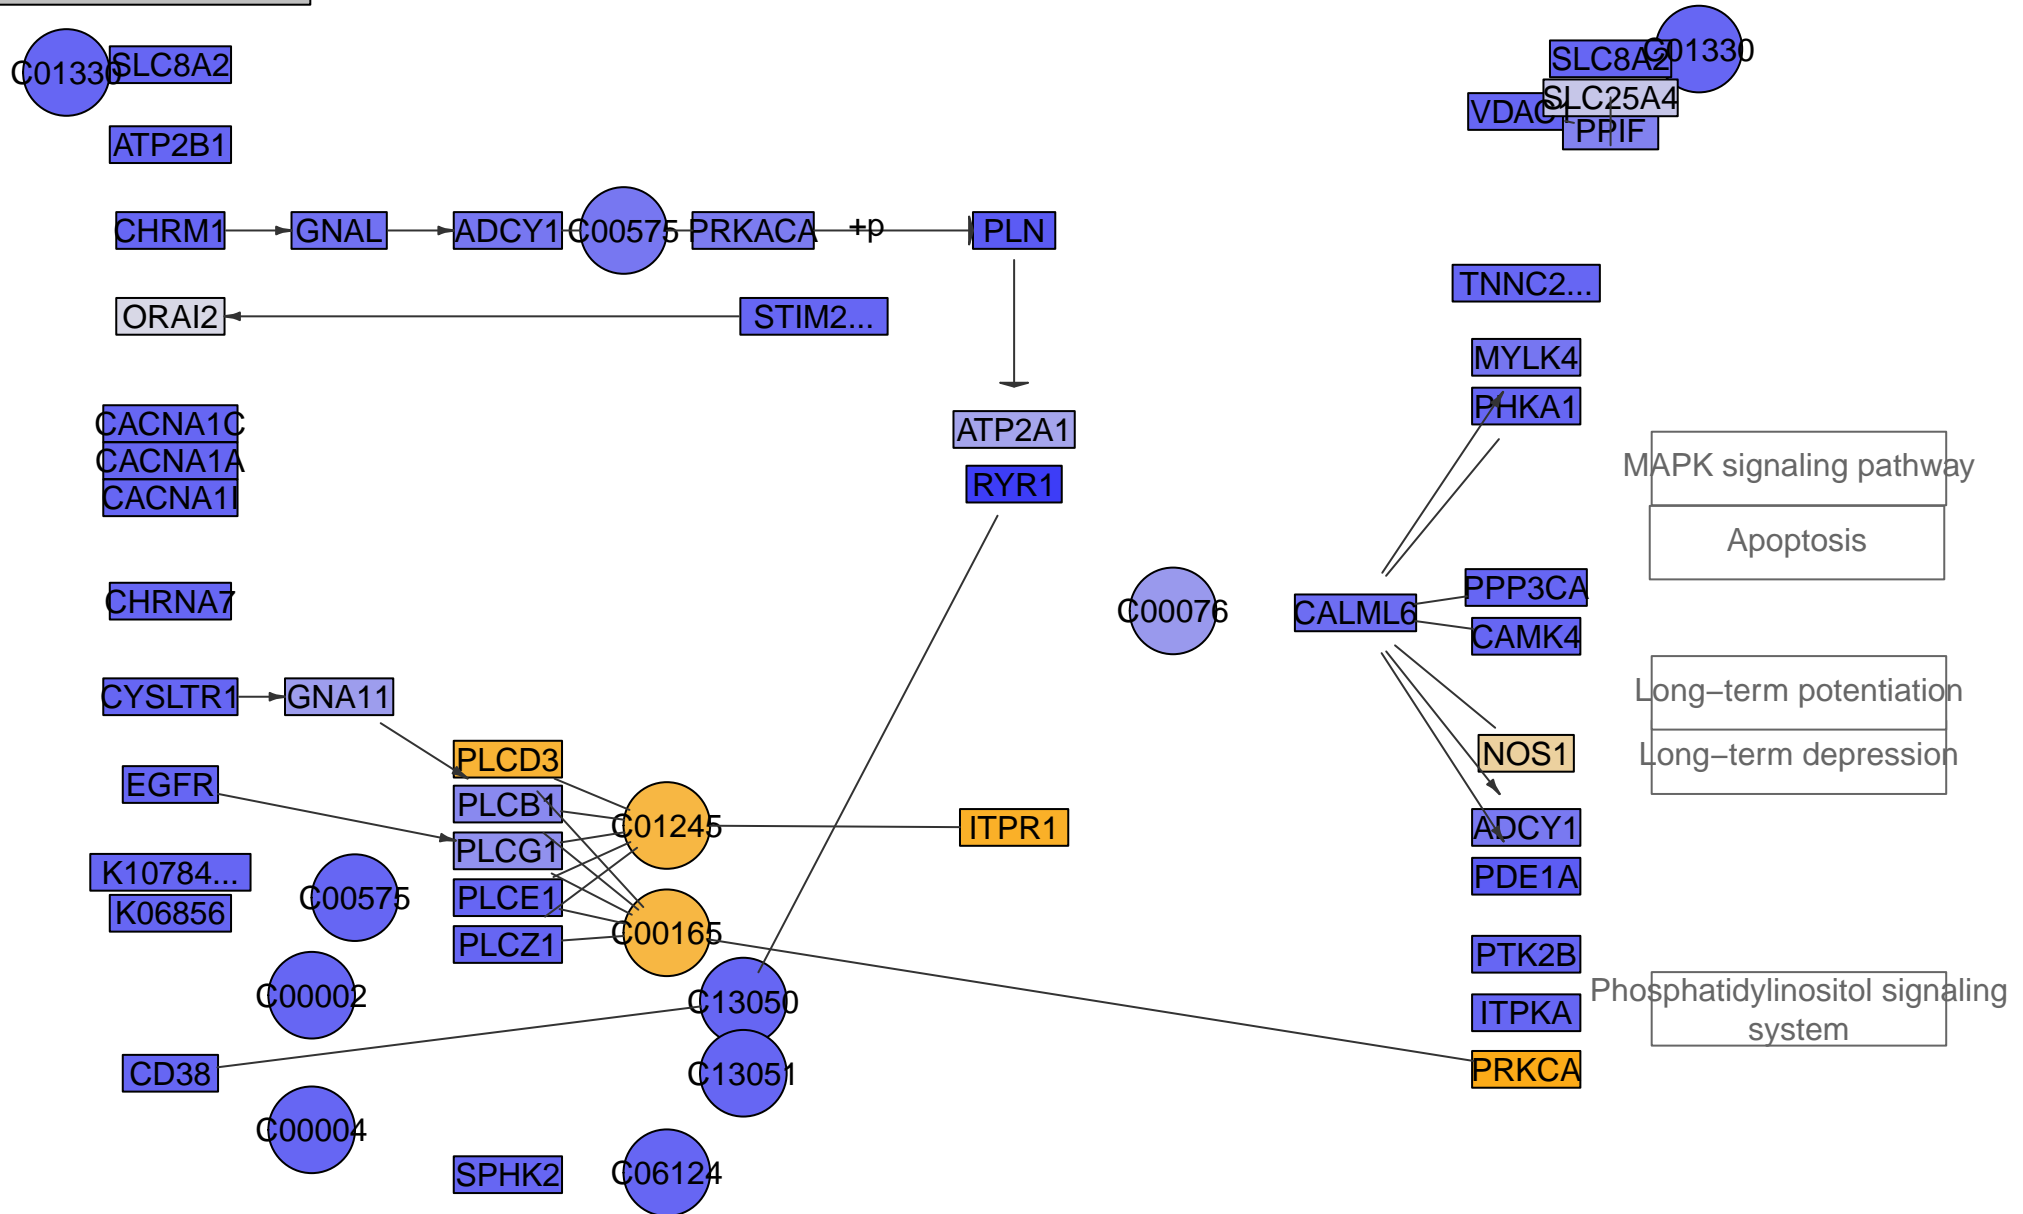 C01330
SLC8A2
SLC8A2
C01330
SLC25A4
VDAC1
PPIF
ATP2B1
CHRM1
GNAL
ADCY1
C00575
PRKACA
+p
PLN
TNNC2...
ORAI2
STIM2...
MYLK4
PHKA1
CACNA1C
CACNA1A
CACNA1I
ATP2A1
RYR1
MAPK signaling pathway
Apoptosis
CHRNA7
C00076
CALML6
PPP3CA
CAMK4
CYSLTR1
GNA11
Long−term potentiation
Long−term depression
NOS1
PLCD3
EGFR
PLCB1
C01245
ITPR1
ADCY1
PLCG1
K10784...
K06856
C00575
PLCE1
PLCZ1
C00165
PDE1A
PTK2B
C00002
C13050
ITPKA
Phosphatidylinositol signaling
system
CD38
C13051
PRKCA
C00004
SPHK2
C06124